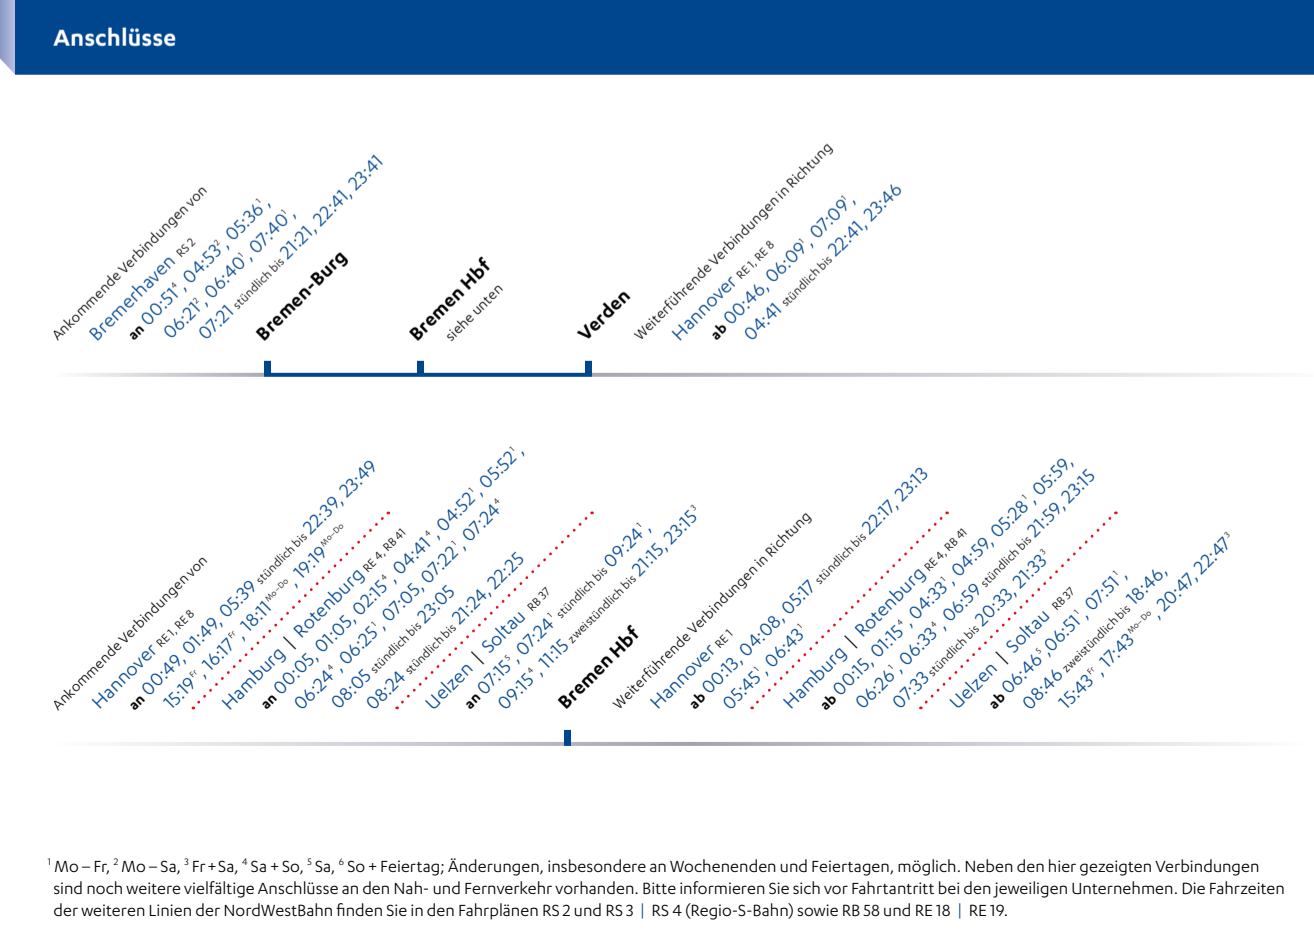 Anschlüsse
Ankommende Verbindungen von
Bremerhaven RS 2
an 00:51⁴, 04:53², 05:36¹,
06:21², 06:40¹, 07:40¹,
07:21 stündlich bis 21:21, 22:41, 23:41
Bremen-Burg
Bremen Hbf
siehe unten
Verden
Weiterführende Verbindungen in Richtung
Hannover RE 1, RE 8
ab 00:46, 06:09¹, 07:09¹,
04:41 stündlich bis 22:41, 23:46
Ankommende Verbindungen von
Hannover RE 1, RE 8
an 00:49, 01:49, 05:39 stündlich bis 22:39, 23:49
15:19 Fr, 16:17 Fr, 18:11 Mo–Do, 19:19 Mo–Do
Hamburg | Rotenburg RE 4, RB 41
an 00:05, 01:05, 02:15⁴, 04:41⁴, 04:52¹, 05:52¹,
06:24⁴, 06:25¹, 07:05, 07:22¹, 07:24⁴
08:05 stündlich bis 23:05
08:24 stündlich bis 21:24, 22:25
Uelzen | Soltau RB 37
an 07:15⁵, 07:24¹ stündlich bis 09:24¹,
09:15⁴, 11:15 zweistündlich bis 21:15, 23:15³
Bremen Hbf
Weiterführende Verbindungen in Richtung
Hannover RE 1
ab 00:13, 04:08, 05:17 stündlich bis 22:17, 23:13
05:45¹, 06:43¹
Hamburg | Rotenburg RE 4, RB 41
ab 00:15, 01:15⁴, 04:33¹, 04:59, 05:28¹, 05:59,
06:26¹, 06:33⁴, 06:59 stündlich bis 21:59, 23:15
07:33 stündlich bis 20:33, 21:33³
Uelzen | Soltau RB 37
ab 06:46⁵, 06:51¹, 07:51¹,
08:46 zweistündlich bis 18:46,
15:43 Fr, 17:43 Mo–Do, 20:47, 22:47³
¹ Mo – Fr, ² Mo – Sa, ³ Fr + Sa, ⁴ Sa + So, ⁵ Sa, ⁶ So + Feiertag; Änderungen, insbesondere an Wochenenden und Feiertagen, möglich. Neben den hier gezeigten Verbindungen
sind noch weitere vielfältige Anschlüsse an den Nah- und Fernverkehr vorhanden. Bitte informieren Sie sich vor Fahrtantritt bei den jeweiligen Unternehmen. Die Fahrzeiten
der weiteren Linien der NordWestBahn finden Sie in den Fahrplänen RS 2 und RS 3 | RS 4 (Regio-S-Bahn) sowie RB 58 und RE 18 | RE 19.